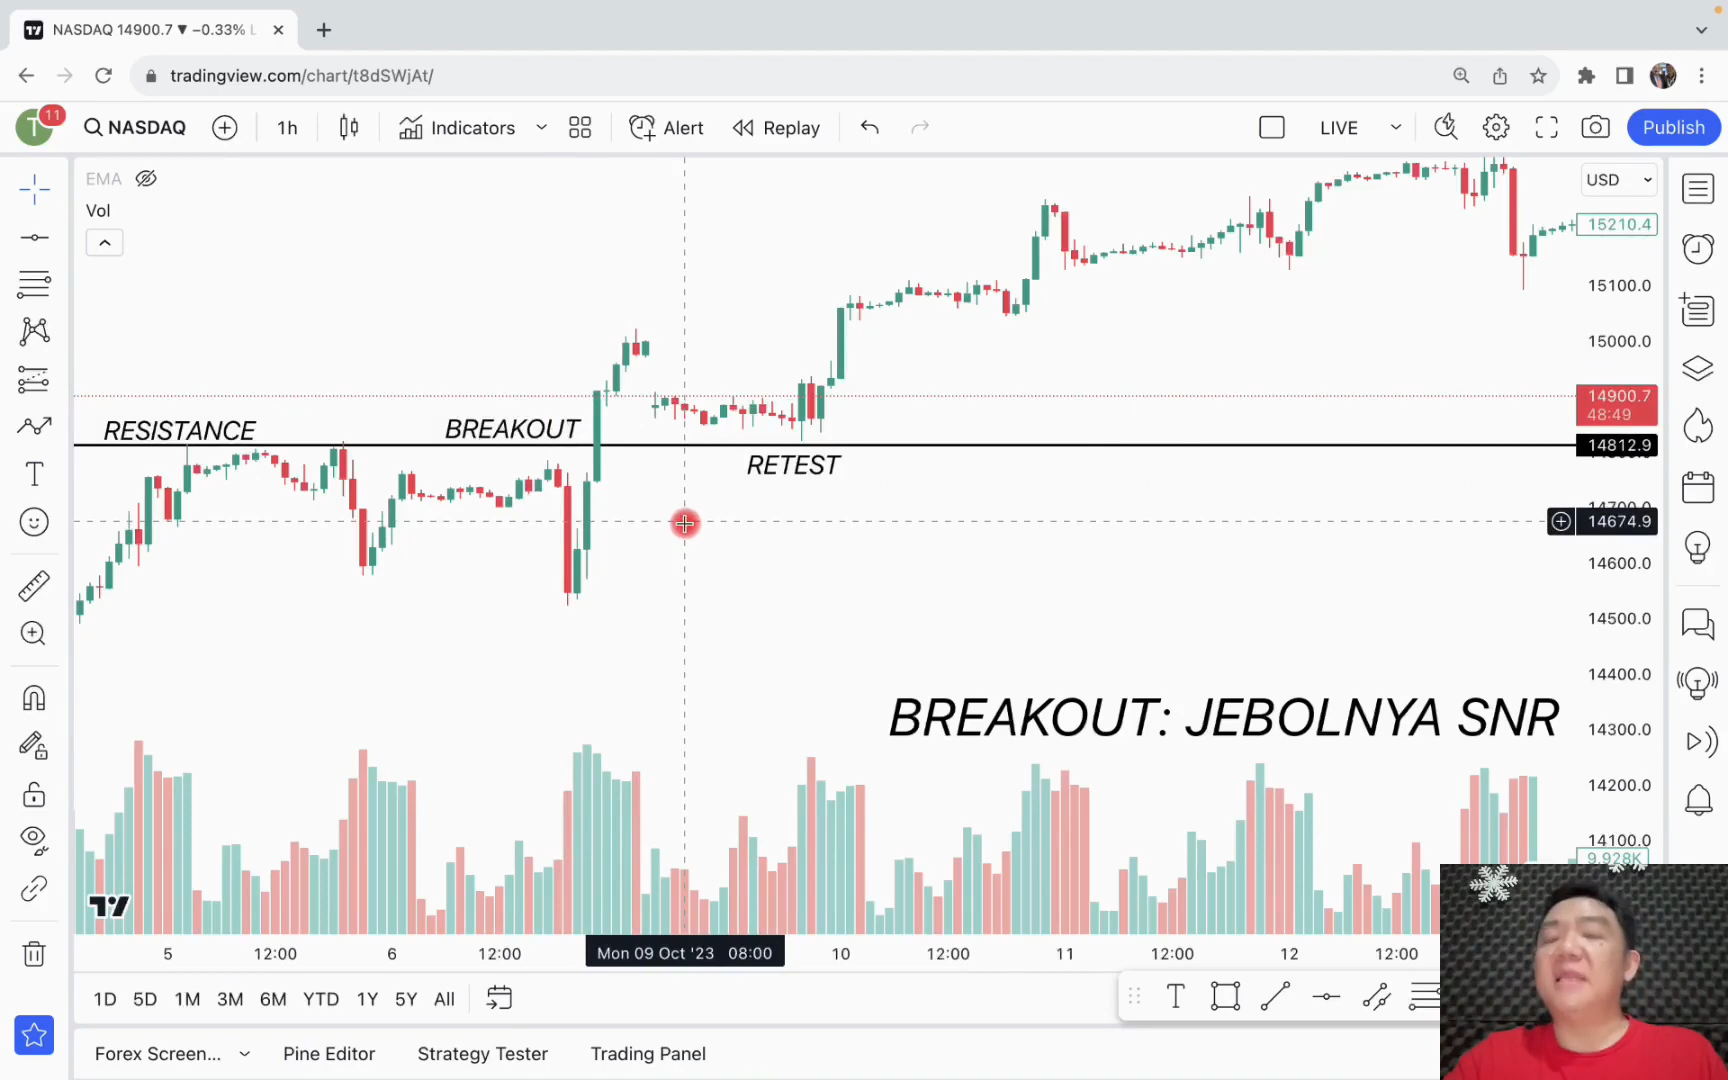 NASDAQ 14900.7 ▼ −0.33%
tradingview.com/chart/t8dSWjAt/
T
11
NASDAQ
1h
Indicators
Alert
Replay
LIVE
Publish
EMA
Vol
USD
15210.4
15100.0
15000.0
14900.7
48:49
RESISTANCE
BREAKOUT
14812.9
RETEST
14674.9
14600.0
14500.0
14400.0
BREAKOUT: JEBOLNYA SNR
14300.0
14200.0
14100.0
9.928K
5
12:00
6
12:00
Mon 09 Oct '23 08:00
10
12:00
11
12:00
12
12:00
1D 5D 1M 3M 6M YTD 1Y 5Y All
Forex Screen...
Pine Editor
Strategy Tester
Trading Panel